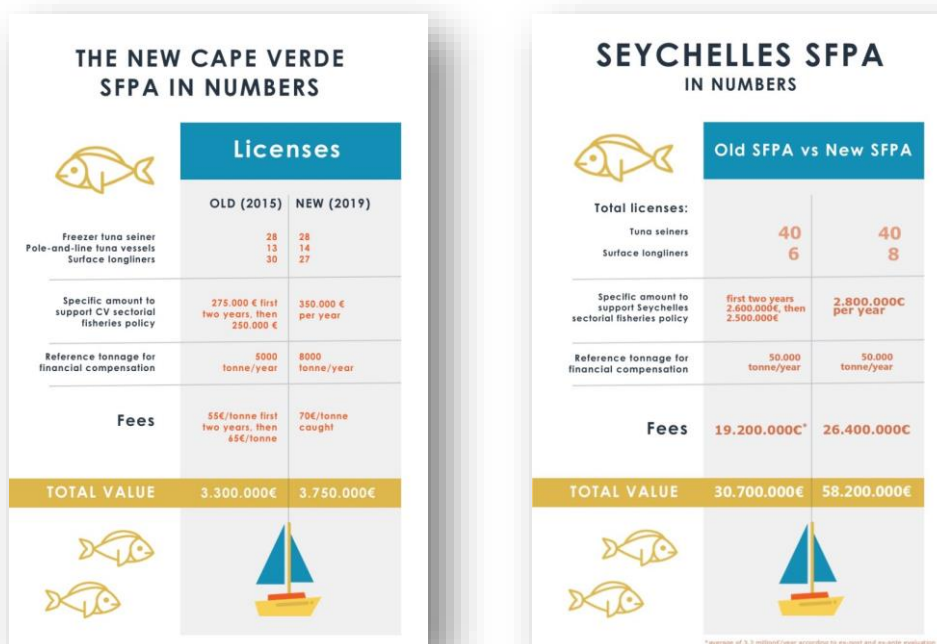 THE NEW CAPE VERDE
SFPA IN NUMBERS
Licenses
OLD (2015) NEW (2019)
Freezer tuna seiner 28 28
Pole-and-line tuna vessels 13 14
Surface longliners 30 27
Specific amount to
support CV sectorial
fisheries policy
275.000 € first
two years, then
250.000 €
350.000 €
per year
Reference tonnage for
financial compensation
5000
tonne/year
8000
tonne/year
Fees
55€/tonne first
two years, then
65€/tonne
70€/tonne
caught
TOTAL VALUE 3.300.000€ 3.750.000€
SEYCHELLES SFPA
IN NUMBERS
Old SFPA vs New SFPA
Total licenses:
Tuna seiners 40 40
Surface longliners 6 8
Specific amount to
support Seychelles
sectorial fisheries policy
first two years
2.600.000€, then
2.500.000€
2.800.000€
per year
Reference tonnage for
financial compensation
50.000
tonne/year
50.000
tonne/year
Fees 19.200.000€* 26.400.000€
TOTAL VALUE 30.700.000€ 58.200.000€